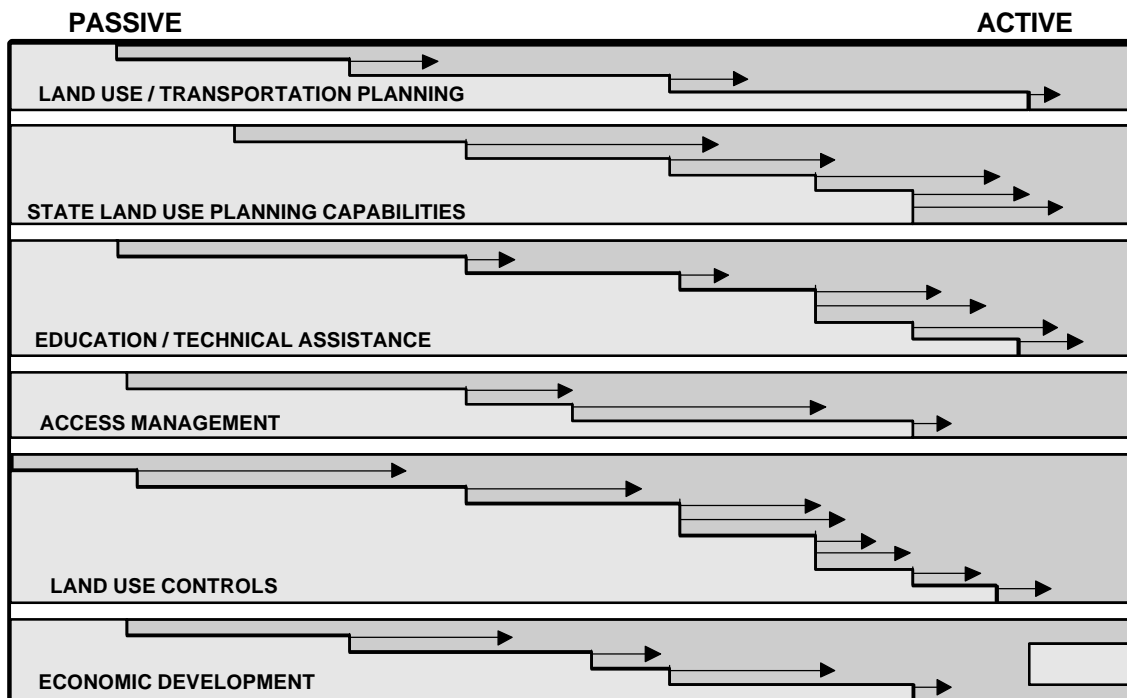 PASSIVE ACTIVE
LAND USE / TRANSPORTATION PLANNING
STATE LAND USE PLANNING CAPABILITIES
EDUCATION / TECHNICAL ASSISTANCE
ACCESS MANAGEMENT
LAND USE CONTROLS
ECONOMIC DEVELOPMENT